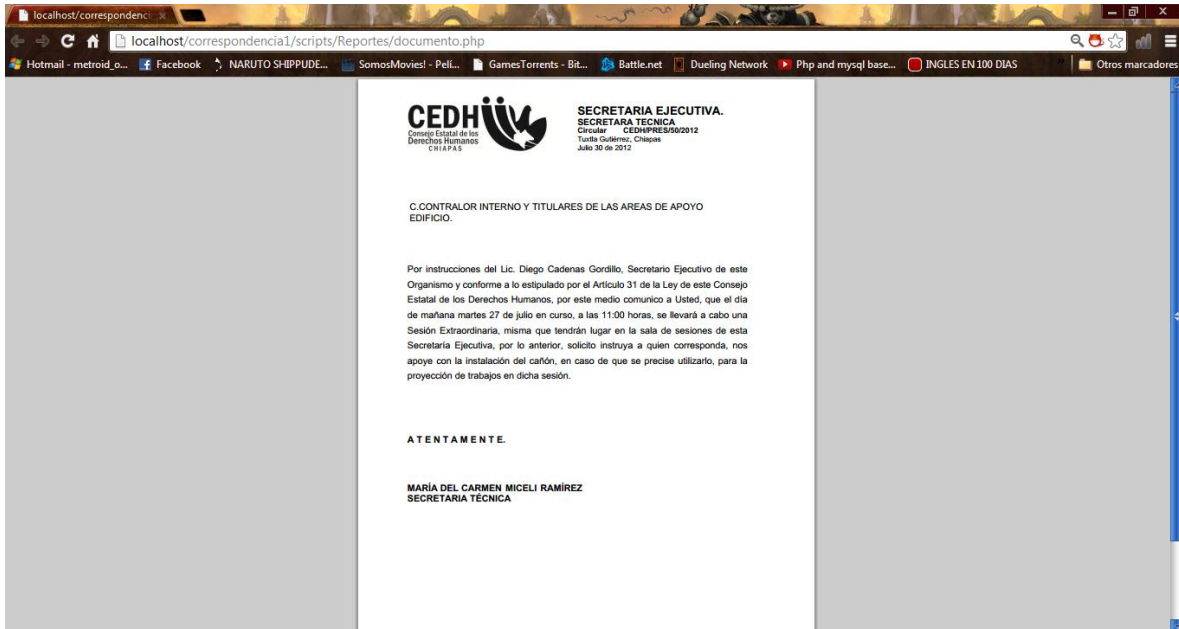 localhost/correspondenci
localhost/correspondencia1/scripts/Reportes/documento.php
Hotmail - metroid_o... Facebook NARUTO SHIPPUDE... SomosMovies! - Peli... GamesTorrents - Bit... Battle.net Dueling Network Php and mysql base... INGLES EN 100 DIAS Otros marcadores
CEDH
Consejo Estatal de los
Derechos Humanos
CHIAPAS
SECRETARIA EJECUTIVA.
SECRETARA TECNICA
Circular CEDH/PRES/50/2012
Tuxtla Gutiérrez, Chiapas
Julio 30 de 2012
C.CONTRALOR INTERNO Y TITULARES DE LAS AREAS DE APOYO
EDIFICIO.
Por instrucciones del Lic. Diego Cadenas Gordillo, Secretario Ejecutivo de este
Organismo y conforme a lo estipulado por el Artículo 31 de la Ley de este Consejo
Estatal de los Derechos Humanos, por este medio comunico a Usted, que el día
de mañana martes 27 de julio en curso, a las 11:00 horas, se llevará a cabo una
Sesión Extraordinaria, misma que tendrán lugar en la sala de sesiones de esta
Secretaría Ejecutiva, por lo anterior, solicito instruya a quien corresponda, nos
apoye con la instalación del cañón, en caso de que se precise utilizarlo, para la
proyección de trabajos en dicha sesión.
A T E N T A M E N T E.
MARÍA DEL CARMEN MICELI RAMÍREZ
SECRETARIA TÉCNICA